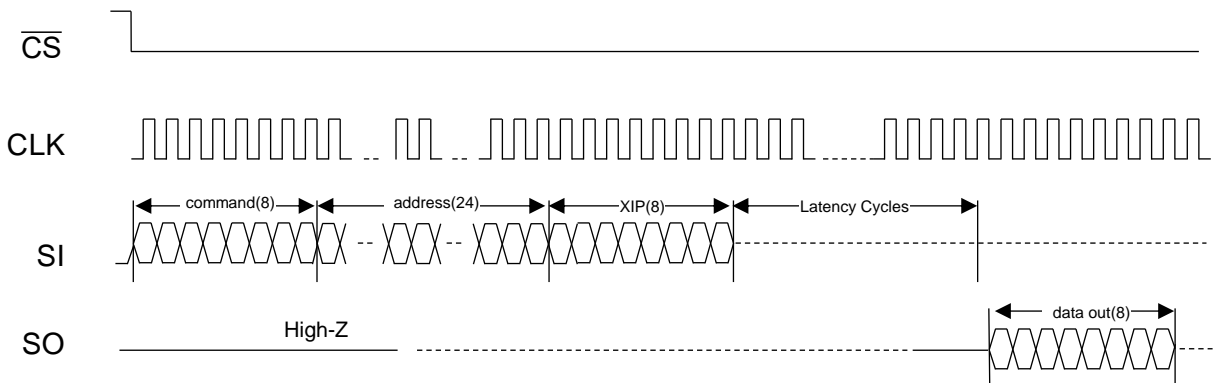 CS
CLK
command(8) address(24) XIP(8) Latency Cycles
SI
High-Z data out(8)
SO